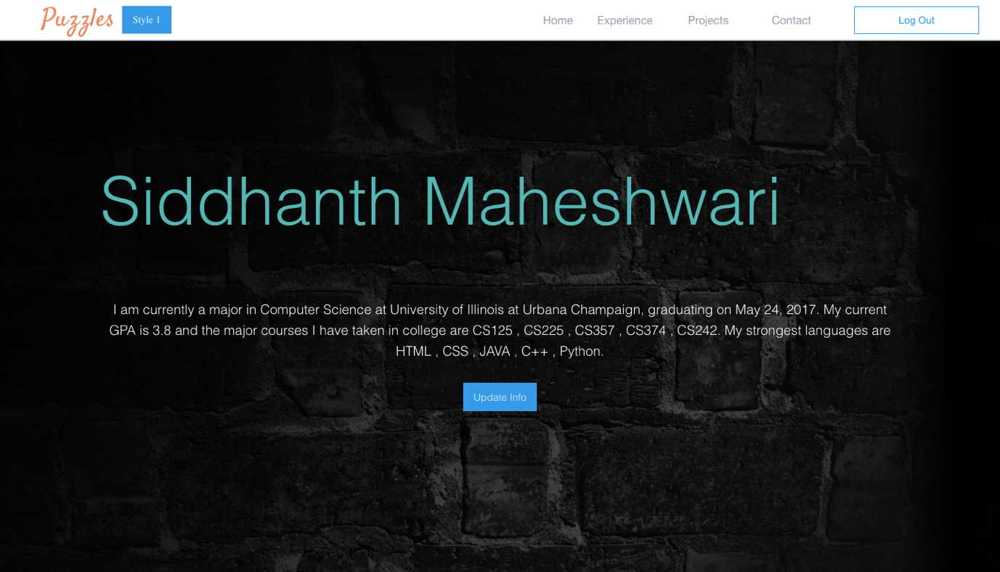 Puzzles Style 1 Home Experience Projects Contact Log Out
Siddhanth Maheshwari
I am currently a major in Computer Science at University of Illinois at Urbana Champaign, graduating on May 24, 2017. My current
GPA is 3.8 and the major courses I have taken in college are CS125 , CS225 , CS357 , CS374 , CS242. My strongest languages are
HTML , CSS , JAVA , C++ , Python.
Update Info